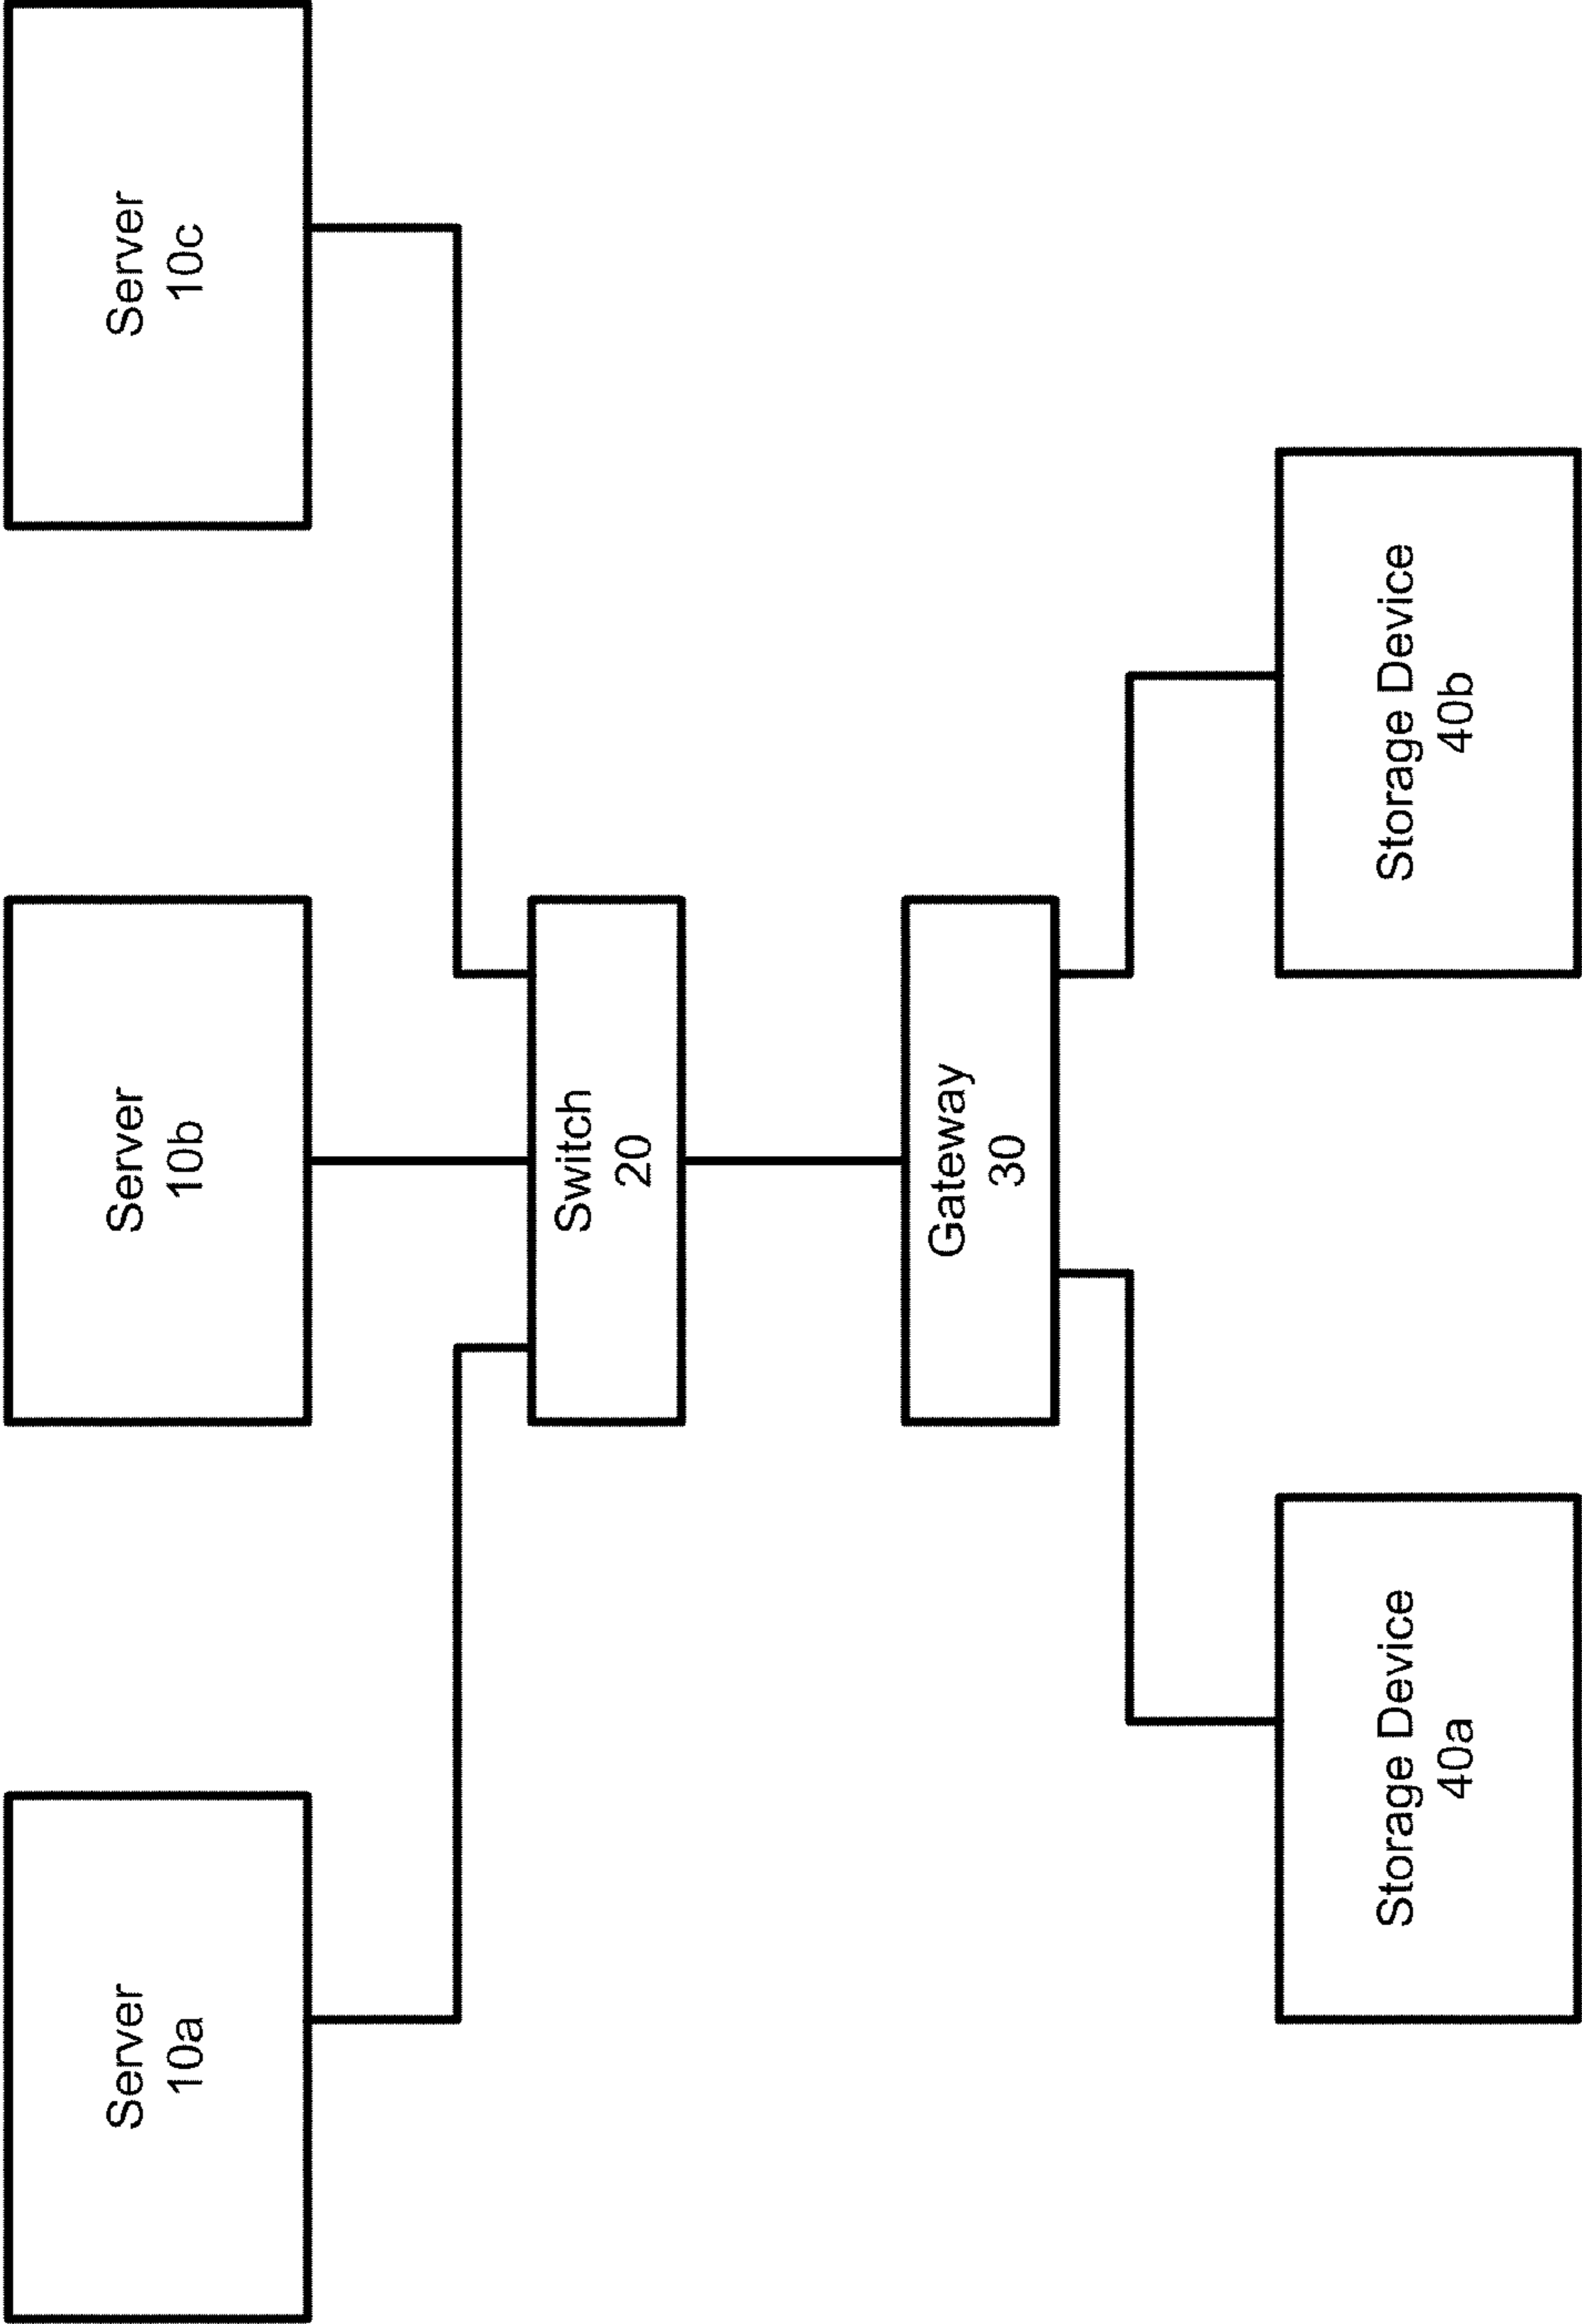 Server
10a
Server
10b
Server
10c
Switch
20
Gateway
30
Storage Device
40a
Storage Device
40b